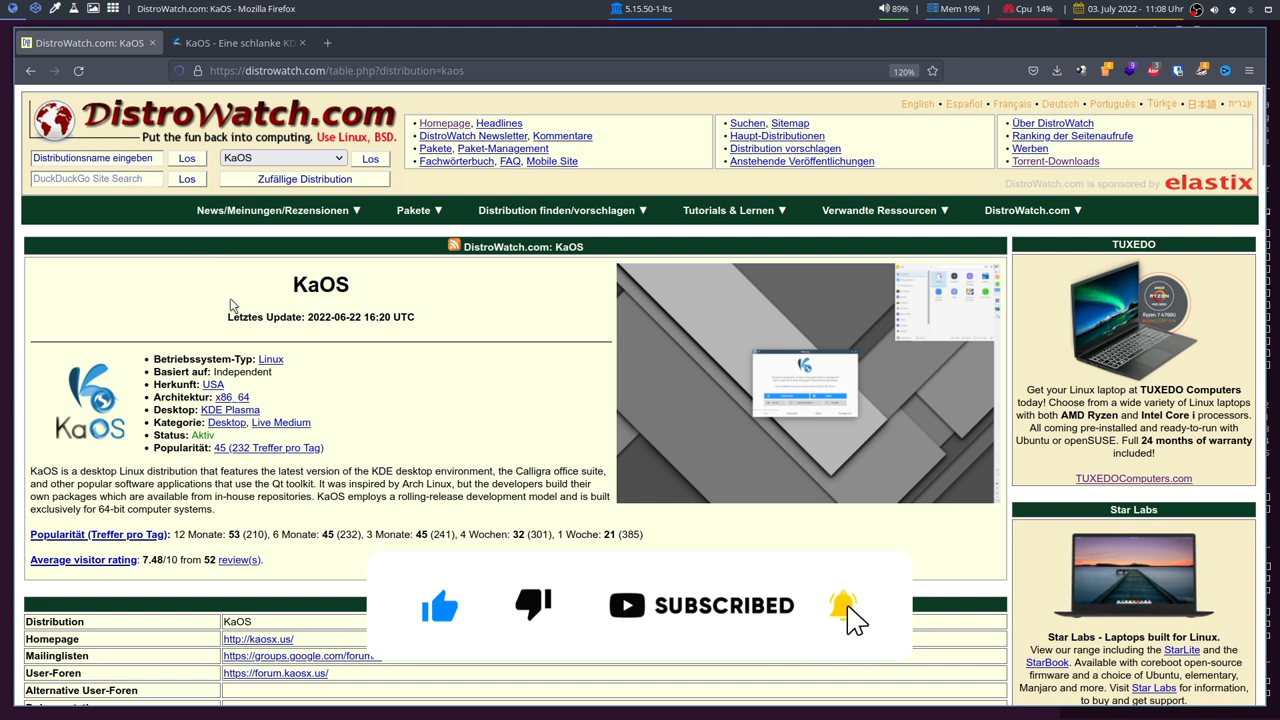 DistroWatch.com: KaOS - Mozilla Firefox
5.15.50-1-lts
89%
Mem 19%
Cpu 14%
03.July 2022 - 11:08 Uhr
DistroWatch.com: KaOS
KaOS - Eine schlanke KD
https://distrowatch.com/table.php?distribution=kaos
120%
DistroWatch.com
Put the fun back into computing. Use Linux, BSD.
English • Español • Français • Deutsch • Português • Türkçe • 日本語 • עברית
• Homepage, Headlines
• DistroWatch Newsletter, Kommentare
• Pakete, Paket-Management
• Fachwörterbuch, FAQ, Mobile Site
• Suchen, Sitemap
• Haupt-Distributionen
• Distribution vorschlagen
• Anstehende Veröffentlichungen
• Über DistroWatch
• Ranking der Seitenaufrufe
• Werben
• Torrent-Downloads
Distributionsname eingeben
Los
KaOS
Los
DuckDuckGo Site Search
Los
Zufällige Distribution
DistroWatch.com is sponsored by elastix
News/Meinungen/Rezensionen ▼
Pakete ▼
Distribution finden/vorschlagen ▼
Tutorials & Lernen ▼
Verwandte Ressourcen ▼
DistroWatch.com ▼
DistroWatch.com: KaOS
KaOS
Letztes Update: 2022-06-22 16:20 UTC
KaOS
• Betriebssystem-Typ: Linux
• Basiert auf: Independent
• Herkunft: USA
• Architektur: x86_64
• Desktop: KDE Plasma
• Kategorie: Desktop, Live Medium
• Status: Aktiv
• Popularität: 45 (232 Treffer pro Tag)
KaOS is a desktop Linux distribution that features the latest version of the KDE desktop environment, the Calligra office suite,
and other popular software applications that use the Qt toolkit. It was inspired by Arch Linux, but the developers build their
own packages which are available from in-house repositories. KaOS employs a rolling-release development model and is built
exclusively for 64-bit computer systems.
Popularität (Treffer pro Tag): 12 Monate: 53 (210), 6 Monate: 45 (232), 3 Monate: 45 (241), 4 Wochen: 32 (301), 1 Woche: 21 (385)
Average visitor rating: 7.48/10 from 52 review(s).
SUBSCRIBED
Distribution
KaOS
Homepage
http://kaosx.us/
Mailinglisten
https://groups.google.com/forum
User-Foren
https://forum.kaosx.us/
Alternative User-Foren
TUXEDO
RYZEN
Ryzen 7 4700U
Get your Linux laptop at TUXEDO Computers
today! Choose from a wide variety of Linux laptops
with both AMD Ryzen and Intel Core i processors.
All coming pre-installed and ready-to-run with
Ubuntu or openSUSE. Full 24 months of warranty
included!
TUXEDOComputers.com
Star Labs
Star Labs - Laptops built for Linux.
View our range including the StarLite and the
StarBook. Available with coreboot open-source
firmware and a choice of Ubuntu, elementary,
Manjaro and more. Visit Star Labs for information,
to buy and get support.